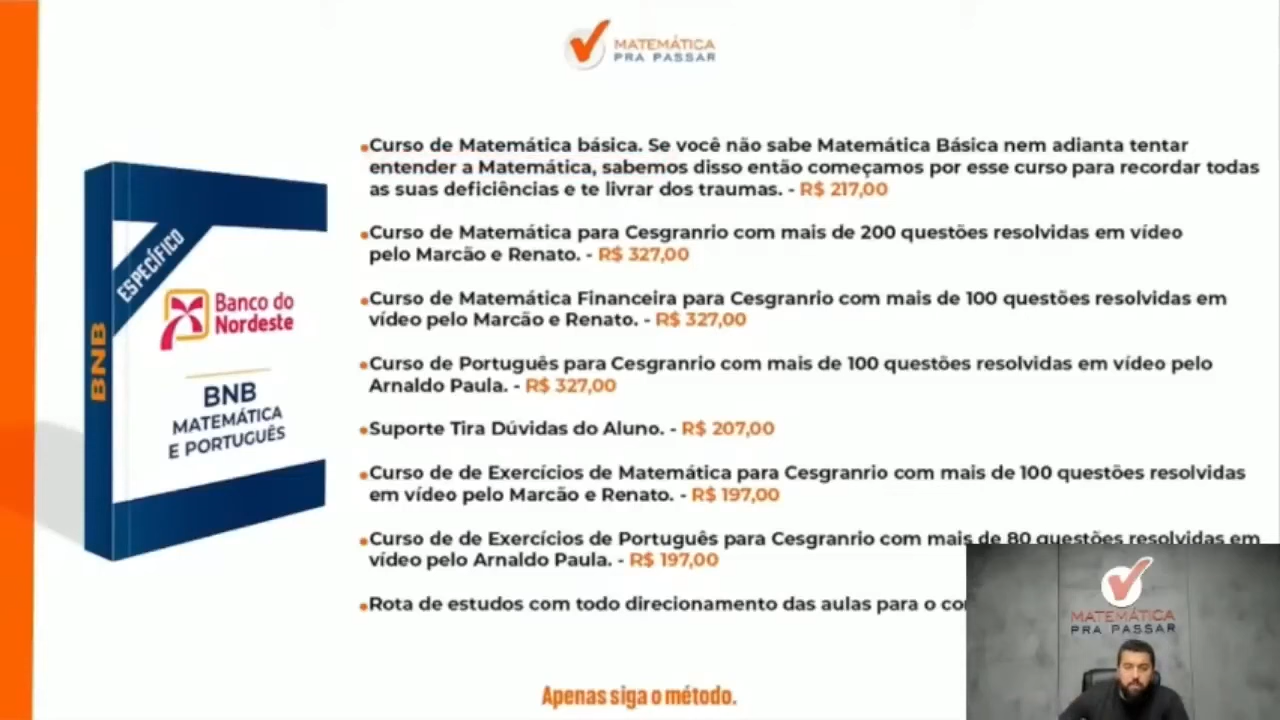 MATEMÁTICA
PRA PASSAR
•Curso de Matemática básica. Se você não sabe Matemática Básica nem adianta tentar
entender a Matemática, sabemos disso então começamos por esse curso para recordar todas
as suas deficiências e te livrar dos traumas. - R$ 217,00
•Curso de Matemática para Cesgranrio com mais de 200 questões resolvidas em vídeo
pelo Marcão e Renato. - R$ 327,00
•Curso de Matemática Financeira para Cesgranrio com mais de 100 questões resolvidas em
vídeo pelo Marcão e Renato. - R$ 327,00
•Curso de Português para Cesgranrio com mais de 100 questões resolvidas em vídeo pelo
Arnaldo Paula. - R$ 327,00
•Suporte Tira Dúvidas do Aluno. - R$ 207,00
•Curso de de Exercícios de Matemática para Cesgranrio com mais de 100 questões resolvidas
em vídeo pelo Marcão e Renato. - R$ 197,00
•Curso de de Exercícios de Português para Cesgranrio com mais de 80 questões resolvidas em
vídeo pelo Arnaldo Paula. - R$ 197,00
•Rota de estudos com todo direcionamento das aulas para o
ESPECÍFICO
Banco do
Nordeste
BNB
BNB
MATEMÁTICA
E PORTUGUÊS
MATEMÁTICA
PRA PASSAR
Apenas siga o método.